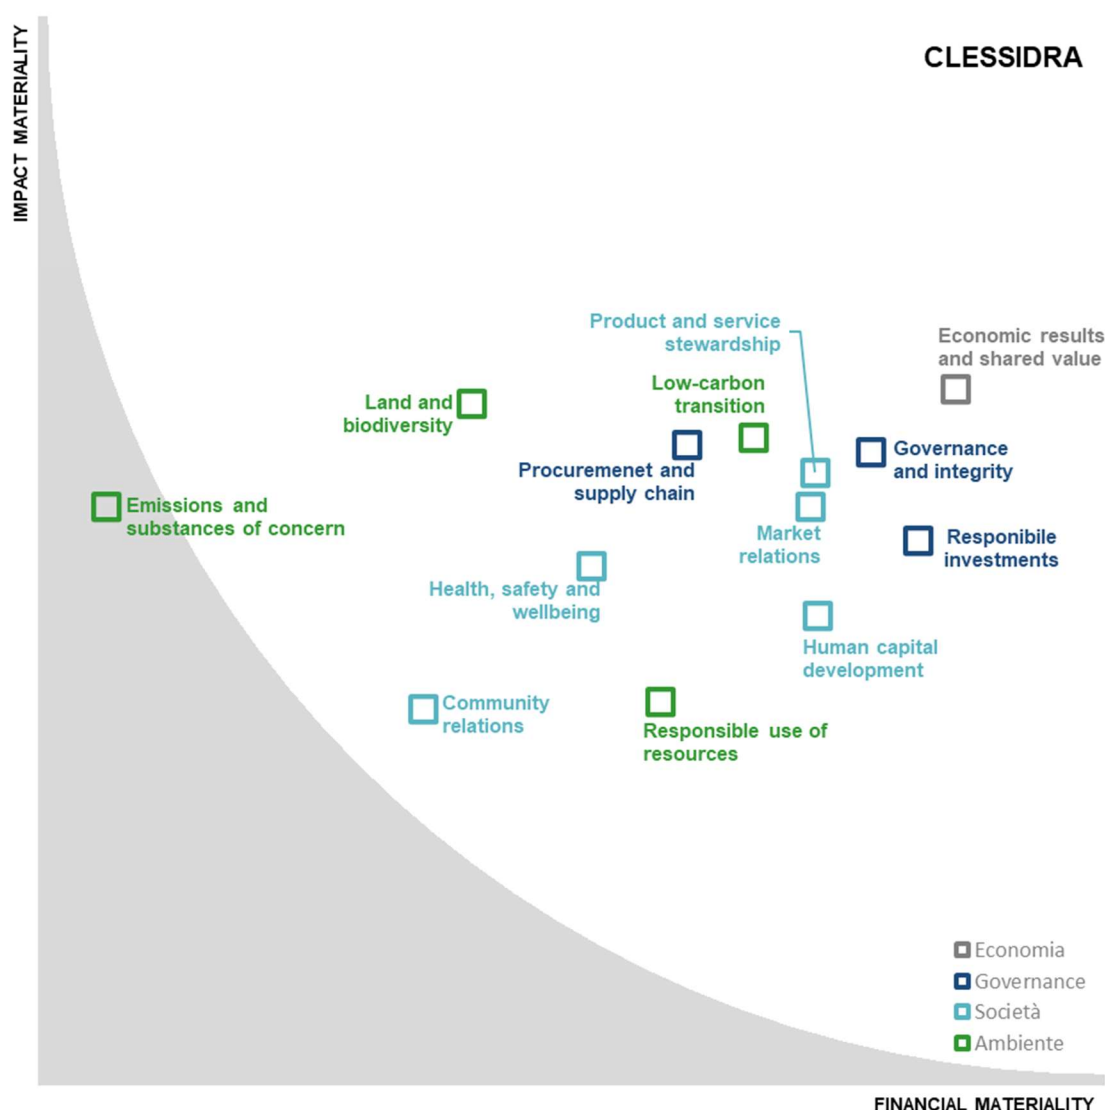 IMPACT MATERIALITY
CLESSIDRA
Product and service
stewardship
Economic results
and shared value
Low-carbon
transition
Land and
biodiversity
Governance
and integrity
Procuremenet and
supply chain
Emissions and
substances of concern
Market
relations
Responibile
investments
Health, safety and
wellbeing
Human capital
development
Community
relations
Responsible use of
resources
Economia
Governance
Società
Ambiente
FINANCIAL MATERIALITY